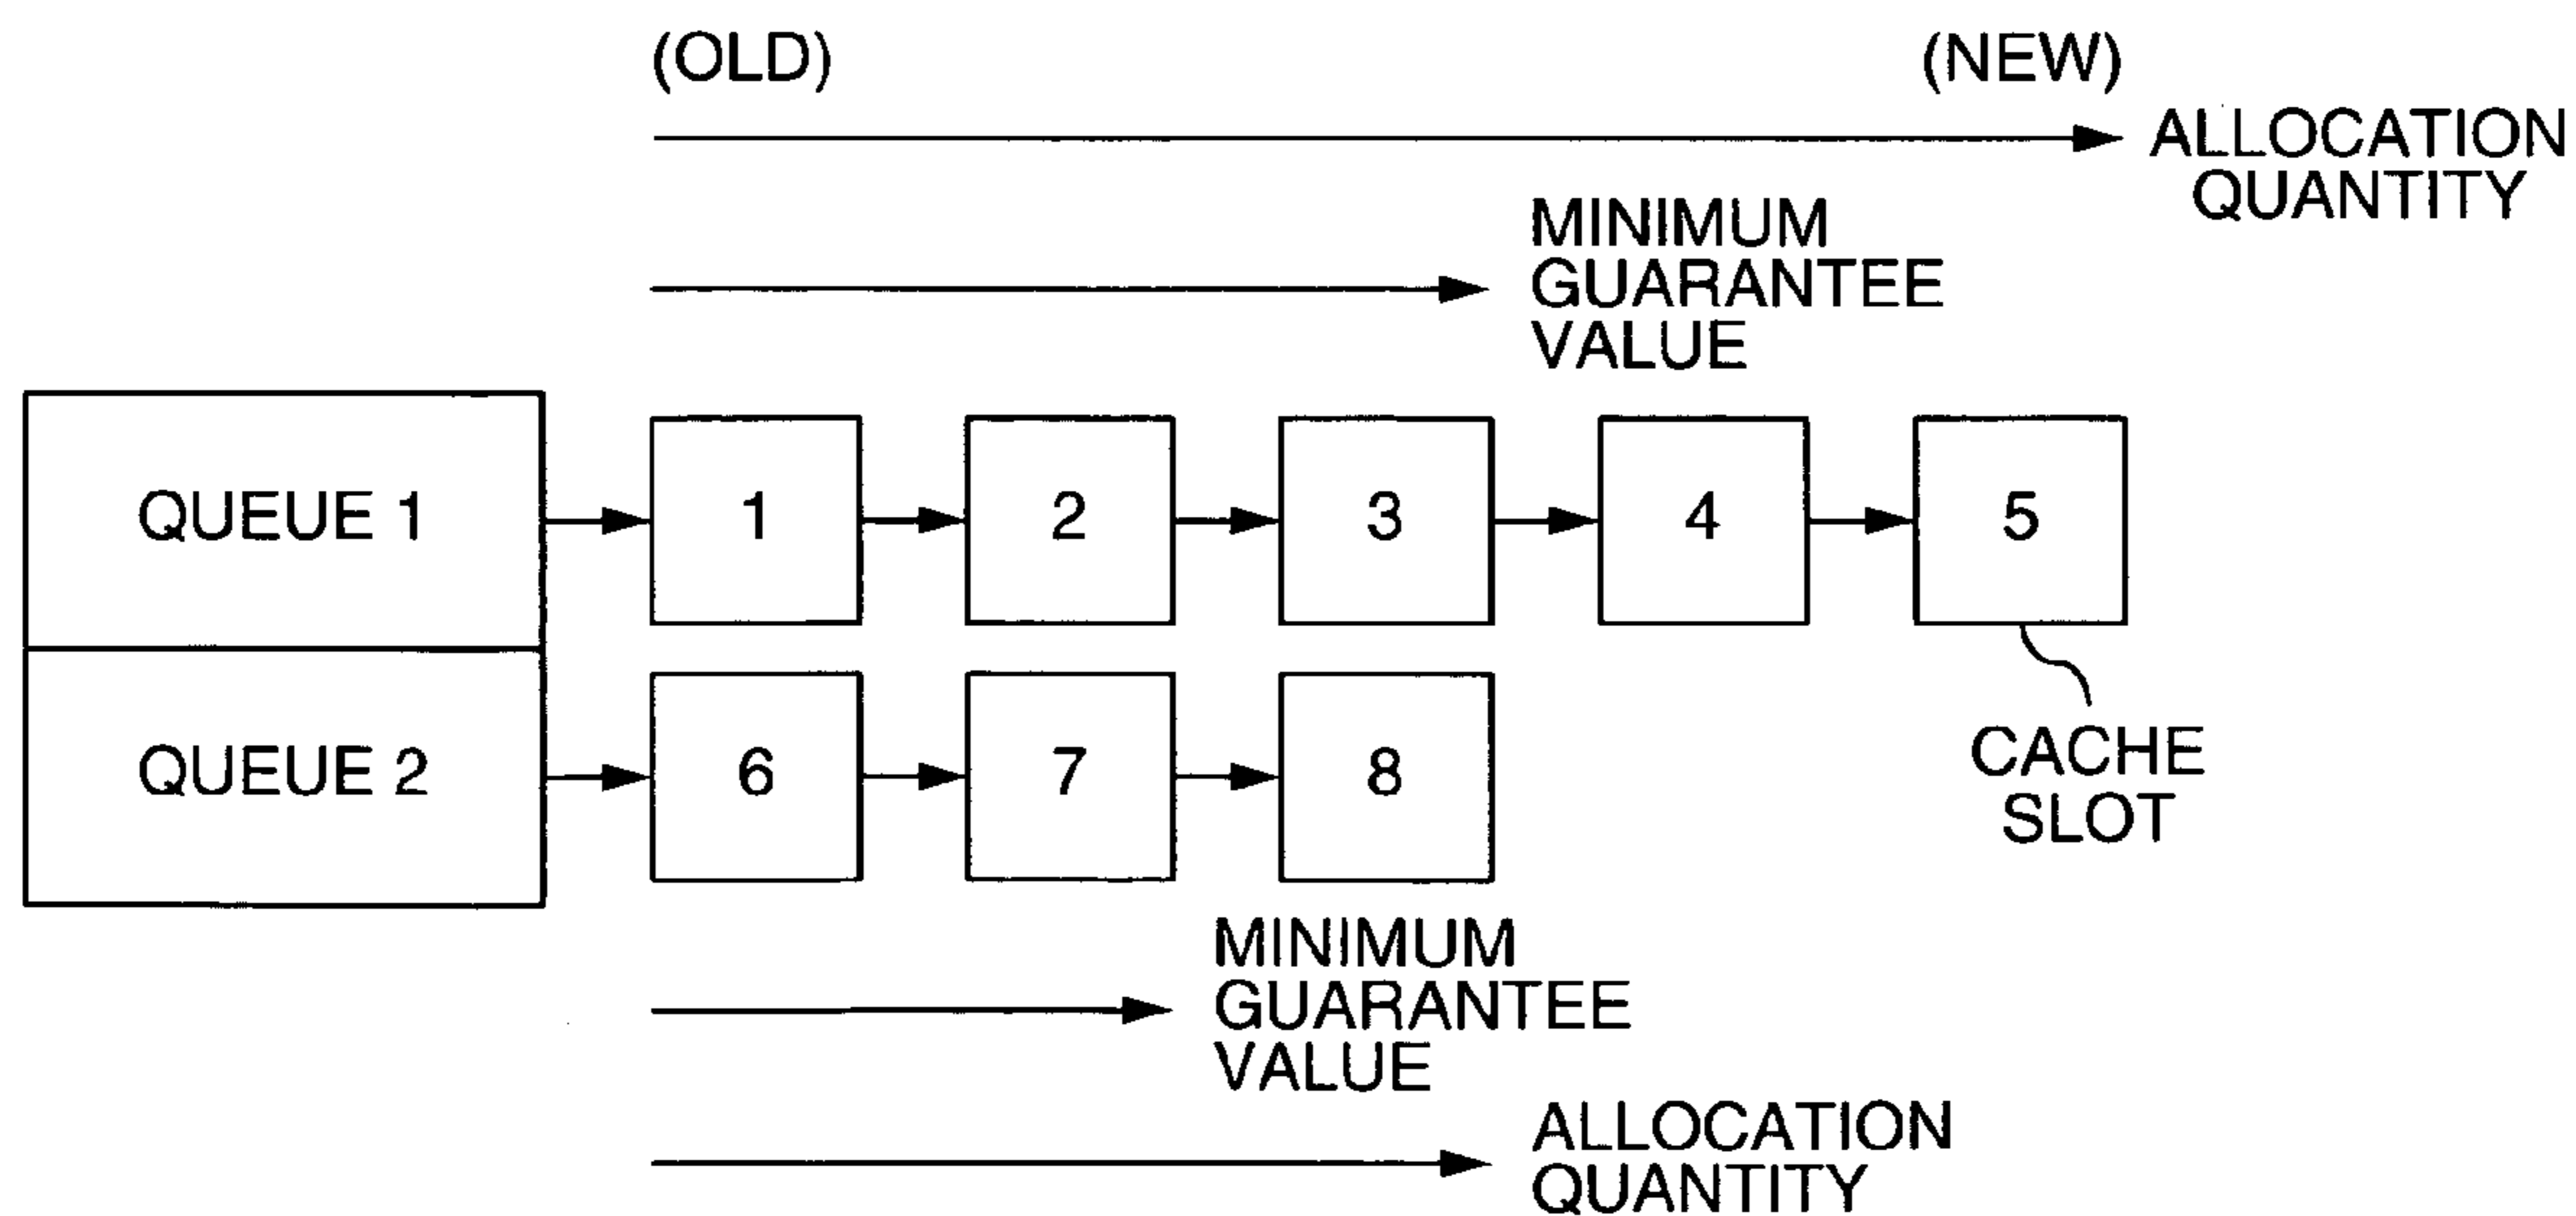 (OLD) (NEW)
ALLOCATION
QUANTITY
MINIMUM
GUARANTEE
VALUE
QUEUE 1 1 2 3 4 5
QUEUE 2 6 7 8
CACHE
SLOT
MINIMUM
GUARANTEE
VALUE
ALLOCATION
QUANTITY